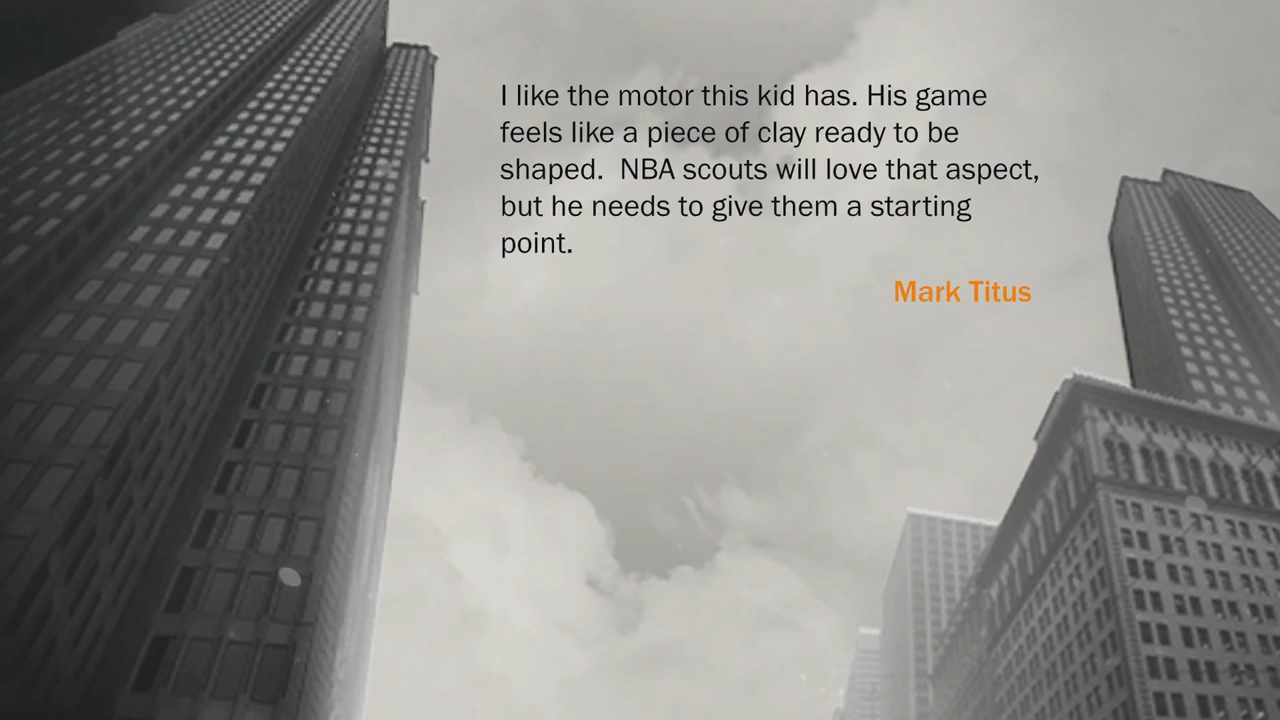 I like the motor this kid has. His game
feels like a piece of clay ready to be
shaped.  NBA scouts will love that aspect,
but he needs to give them a starting
point.
Mark Titus